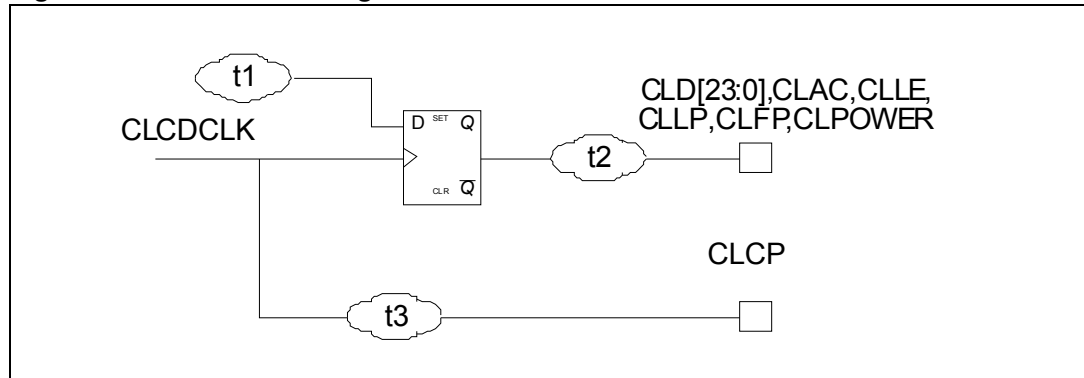 t1
CLD[23:0],CLAC,CLLE,
CLLP,CLFP,CLPOWER
CLCDCLK
D SET Q
t2
CLR Q
CLCP
t3